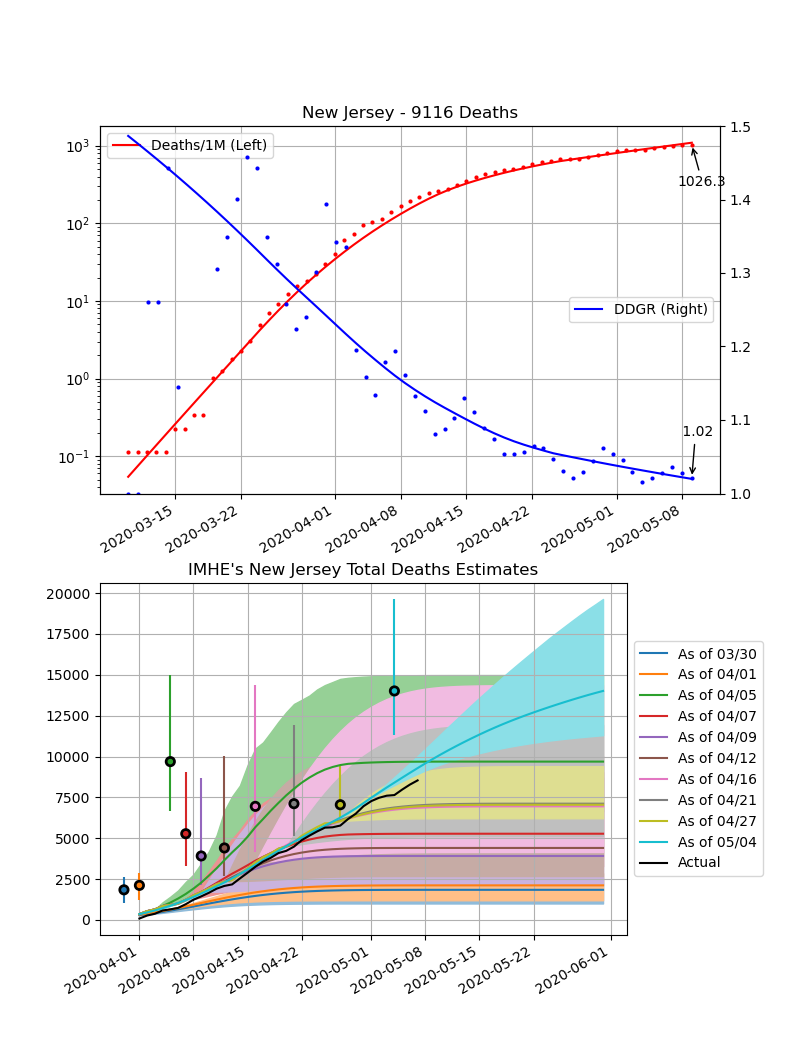 New Jersey - 9116 Deaths
Deaths/1M (Left)
DDGR (Right)
1026.3
1.02
10³
10²
10¹
10⁰
10⁻¹
1.5
1.4
1.3
1.2
1.1
1.0
2020-03-15
2020-03-22
2020-04-01
2020-04-08
2020-04-15
2020-04-22
2020-05-01
2020-05-08
IMHE's New Jersey Total Deaths Estimates
20000
17500
15000
12500
10000
7500
5000
2500
0
2020-04-01
2020-04-08
2020-04-15
2020-04-22
2020-05-01
2020-05-08
2020-05-15
2020-05-22
2020-06-01
As of 03/30
As of 04/01
As of 04/05
As of 04/07
As of 04/09
As of 04/12
As of 04/16
As of 04/21
As of 04/27
As of 05/04
Actual